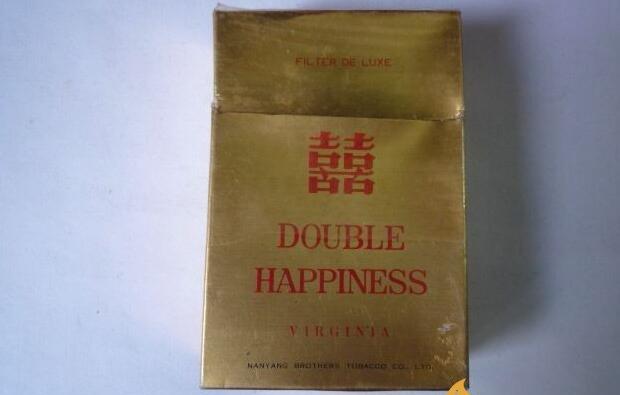 FILTER DE LUXE
囍
DOUBLE
HAPPINESS
VIRGINIA
NANYANG BROTHERS TOBACCO CO., LTD.